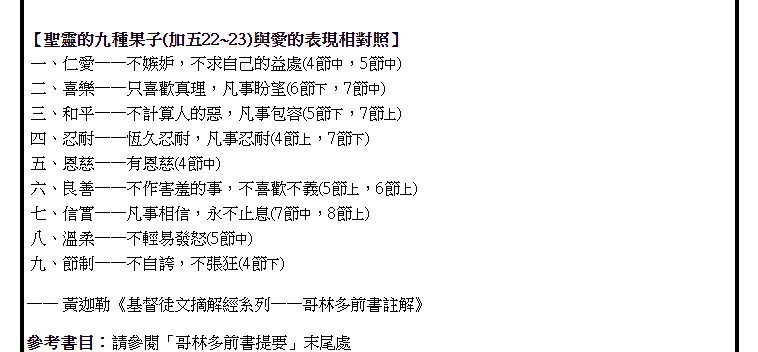 【聖靈的九種果子(加五22~23)與愛的表現相對照】
一、仁愛──不嫉妒，不求自己的益處(4節中，5節中)
二、喜樂──只喜歡真理，凡事盼望(6節下，7節中)
三、和平──不計算人的惡，凡事包容(5節下，7節上)
四、忍耐──恆久忍耐，凡事忍耐(4節上，7節下)
五、恩慈──有恩慈(4節中)
六、良善──不作害羞的事，不喜歡不義(5節上，6節上)
七、信實──凡事相信，永不止息(7節中，8節上)
八、溫柔──不輕易發怒(5節中)
九、節制──不自誇，不張狂(4節下)
── 黃迦勒《基督徒文摘解經系列──哥林多前書註解》
參考書目：請參閱「哥林多前書提要」末尾處